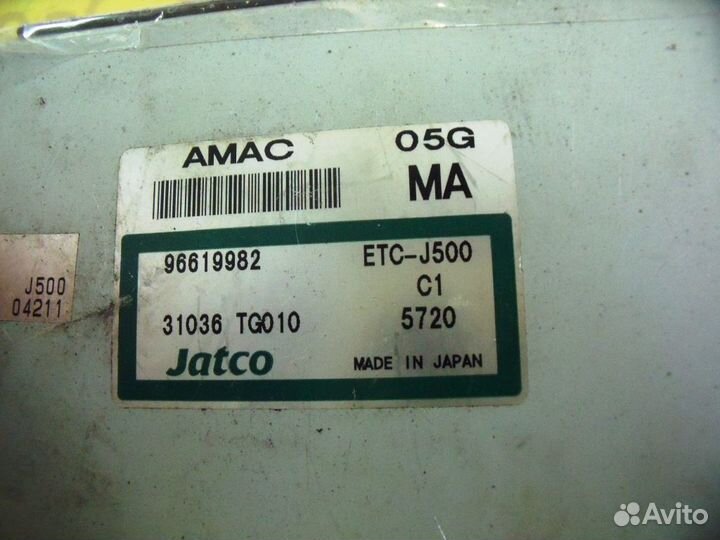 AMAC 05G
MA
96619982 ETC-J500
C1
31036 TG010 5720
Jatco MADE IN JAPAN
J500
04211
Avito